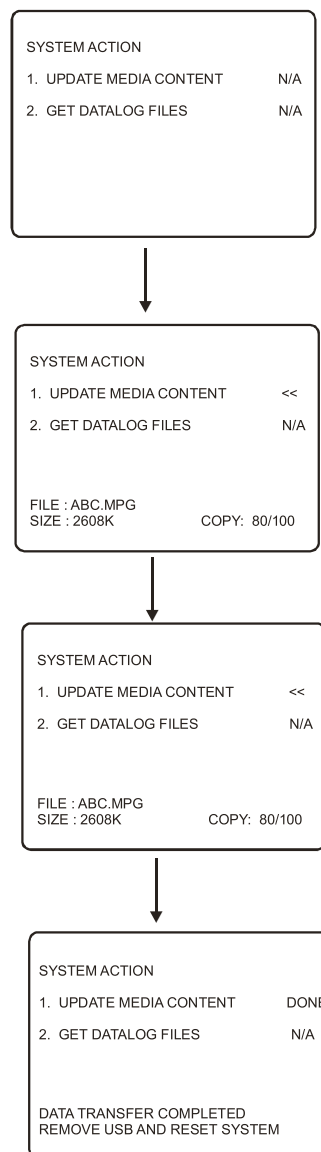 SYSTEM ACTION
1. UPDATE MEDIA CONTENT N/A
2. GET DATALOG FILES N/A
SYSTEM ACTION
1. UPDATE MEDIA CONTENT <<
2. GET DATALOG FILES N/A
FILE : ABC.MPG
SIZE : 2608K COPY: 80/100
SYSTEM ACTION
1. UPDATE MEDIA CONTENT <<
2. GET DATALOG FILES N/A
FILE : ABC.MPG
SIZE : 2608K COPY: 80/100
SYSTEM ACTION
1. UPDATE MEDIA CONTENT DONE
2. GET DATALOG FILES N/A
DATA TRANSFER COMPLETED
REMOVE USB AND RESET SYSTEM